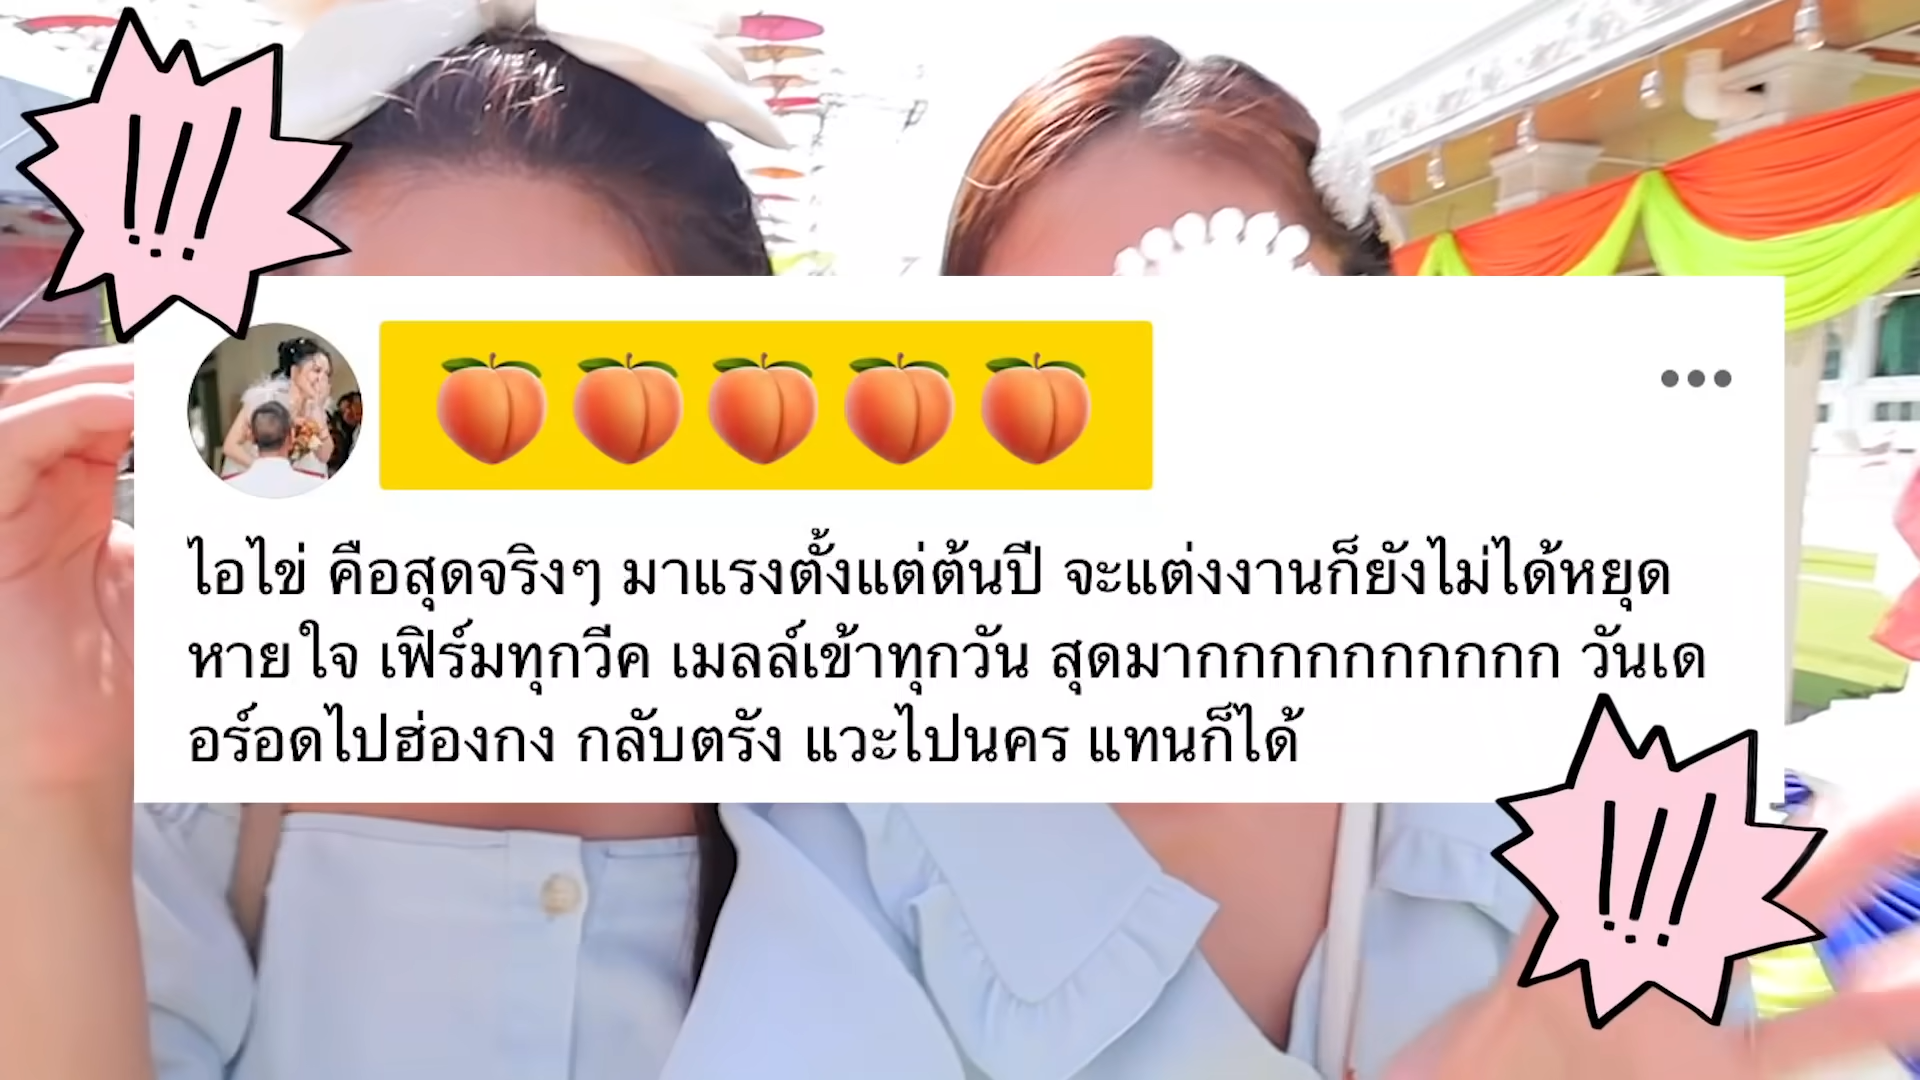 !!!
ไอไข่ คือสุดจริงๆ มาแรงตั้งแต่ต้นปี จะแต่งงานก็ยังไม่ได้หยุด
หายใจ เฟิร์มทุกวีค เมลล์เข้าทุกวัน สุดมากกกกกกกกกก วันเด
อร์อดไปฮ่องกง กลับตรัง แวะไปนคร แทนก็ได้
!!!